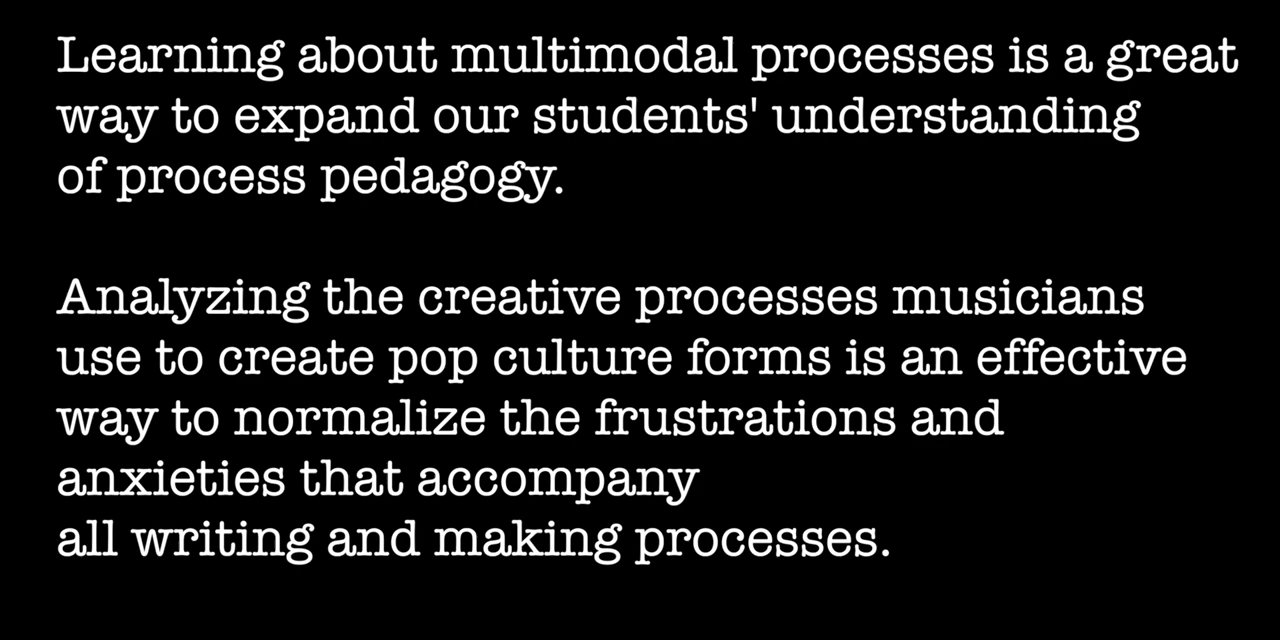 Learning about multimodal processes is a great
way to expand our students' understanding
of process pedagogy.
Analyzing the creative processes musicians
use to create pop culture forms is an effective
way to normalize the frustrations and
anxieties that accompany
all writing and making processes.